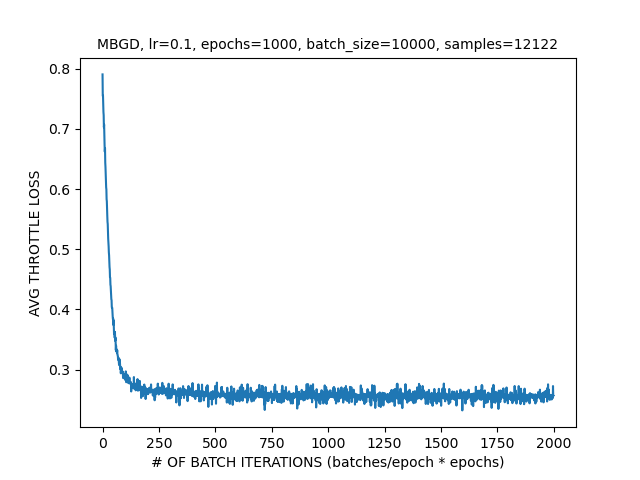 MBGD, lr=0.1, epochs=1000, batch_size=10000, samples=12122
0.8
0.7
0.6
0.5
0.4
0.3
AVG THROTTLE LOSS
0 250 500 750 1000 1250 1500 1750 2000
# OF BATCH ITERATIONS (batches/epoch * epochs)